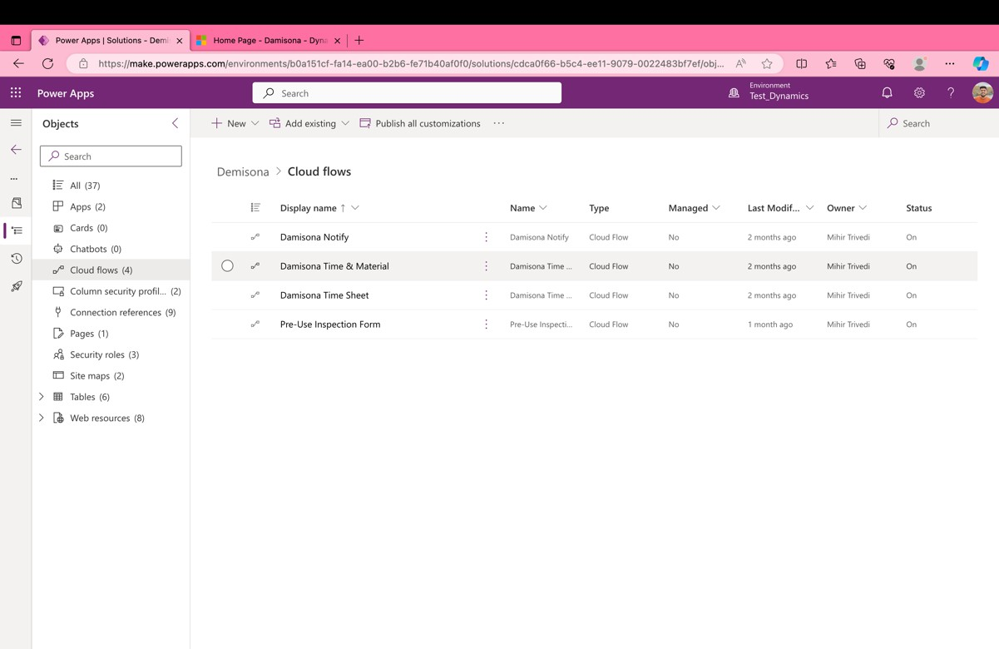 Power Apps | Solutions - Demi
Home Page - Damisona - Dyna
https://make.powerapps.com/environments/b0a151cf-fa14-ea00-b2b6-fe71b40af0f0/solutions/cdca0f66-b5c4-ee11-9079-0022483bf7ef/obj...
Power Apps
Search
Environment
Test_Dynamics
Objects
Search
All (37)
Apps (2)
Cards (0)
Chatbots (0)
Cloud flows (4)
Column security profil... (2)
Connection references (9)
Pages (1)
Security roles (3)
Site maps (2)
Tables (6)
Web resources (8)
New Add existing Publish all customizations ··· Search
Demisona > Cloud flows
Display name ↑ Name Type Managed Last Modif... Owner Status
Damisona Notify Damisona Notify Cloud Flow No 2 months ago Mihir Trivedi On
Damisona Time & Material Damisona Time ... Cloud Flow No 2 months ago Mihir Trivedi On
Damisona Time Sheet Damisona Time ... Cloud Flow No 2 months ago Mihir Trivedi On
Pre-Use Inspection Form Pre-Use Inspecti... Cloud Flow No 1 month ago Mihir Trivedi On